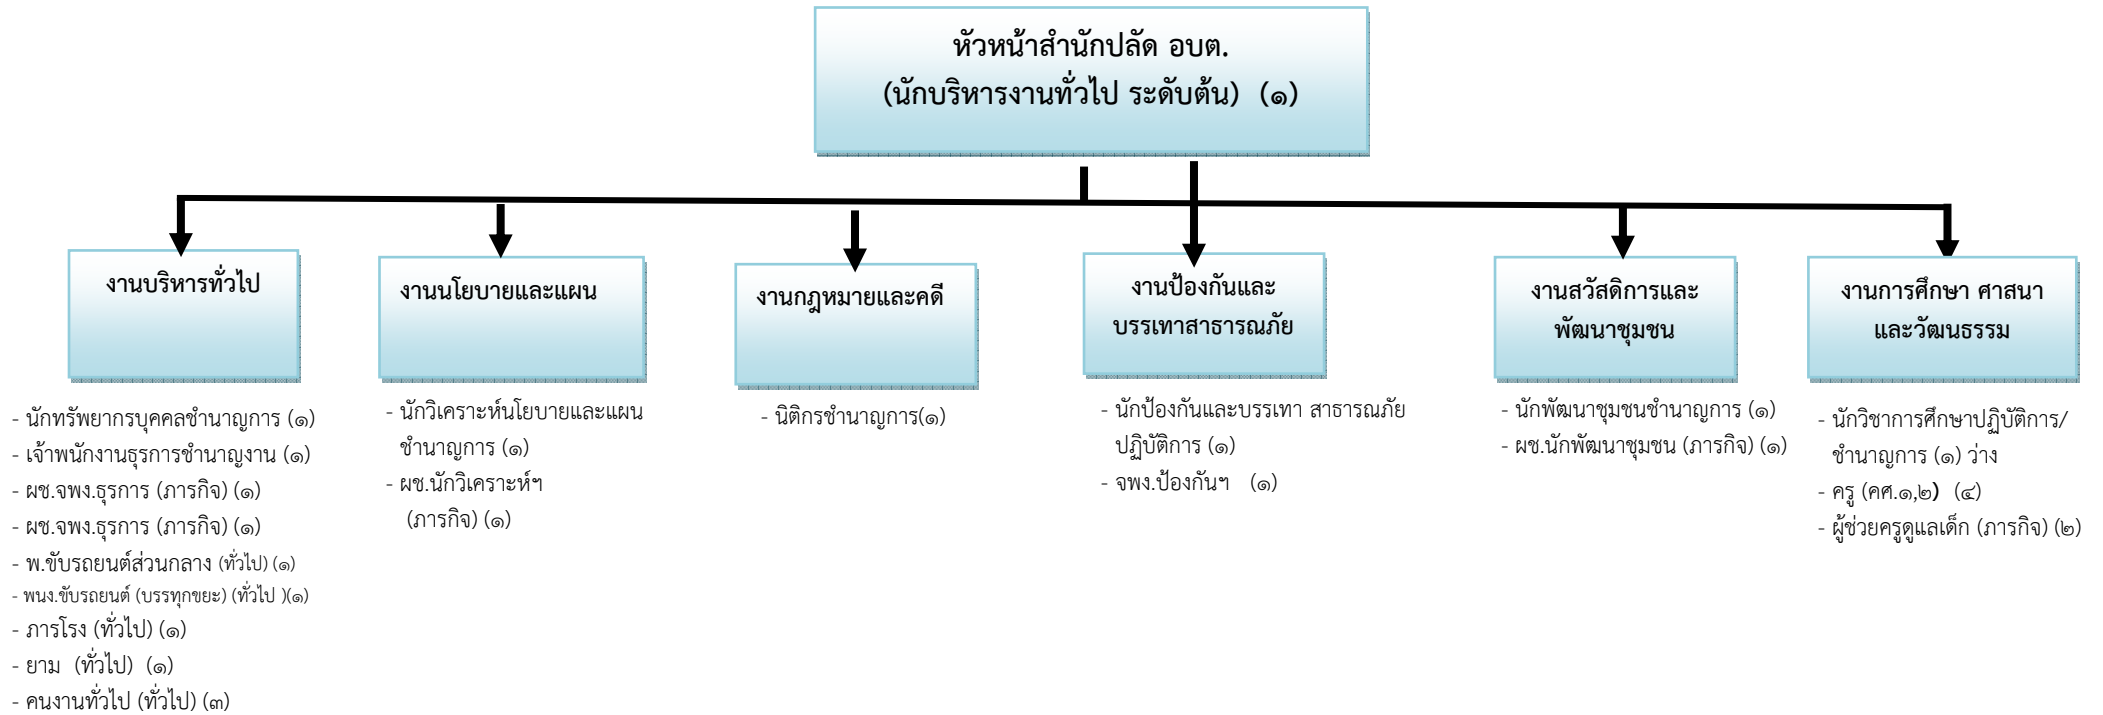 หัวหน้าสำนักปลัด อบต.
(นักบริหารงานทั่วไป ระดับต้น) (๑)
งานบริหารทั่วไป
- นักทรัพยากรบุคคลชำนาญการ (๑)
- เจ้าพนักงานธุรการชำนาญงาน (๑)
- ผช.จพง.ธุรการ (ภารกิจ) (๑)
- ผช.จพง.ธุรการ (ภารกิจ) (๑)
- พ.ขับรถยนต์ส่วนกลาง (ทั่วไป) (๑)
- พนง.ขับรถยนต์ (บรรทุกขยะ) (ทั่วไป )(๑)
- ภารโรง (ทั่วไป) (๑)
- ยาม (ทั่วไป) (๑)
- คนงานทั่วไป (ทั่วไป) (๓)
งานนโยบายและแผน
- นักวิเคราะห์นโยบายและแผน
ชำนาญการ (๑)
- ผช.นักวิเคราะห์ฯ
(ภารกิจ) (๑)
งานกฎหมายและคดี
- นิติกรชำนาญการ(๑)
งานป้องกันและ
บรรเทาสาธารณภัย
- นักป้องกันและบรรเทา สาธารณภัย
ปฏิบัติการ (๑)
- จพง.ป้องกันฯ (๑)
งานสวัสดิการและ
พัฒนาชุมชน
- นักพัฒนาชุมชนชำนาญการ (๑)
- ผช.นักพัฒนาชุมชน (ภารกิจ) (๑)
งานการศึกษา ศาสนา
และวัฒนธรรม
- นักวิชาการศึกษาปฏิบัติการ/
ชำนาญการ (๑) ว่าง
- ครู (คศ.๑,๒) (๔)
- ผู้ช่วยครูดูแลเด็ก (ภารกิจ) (๒)